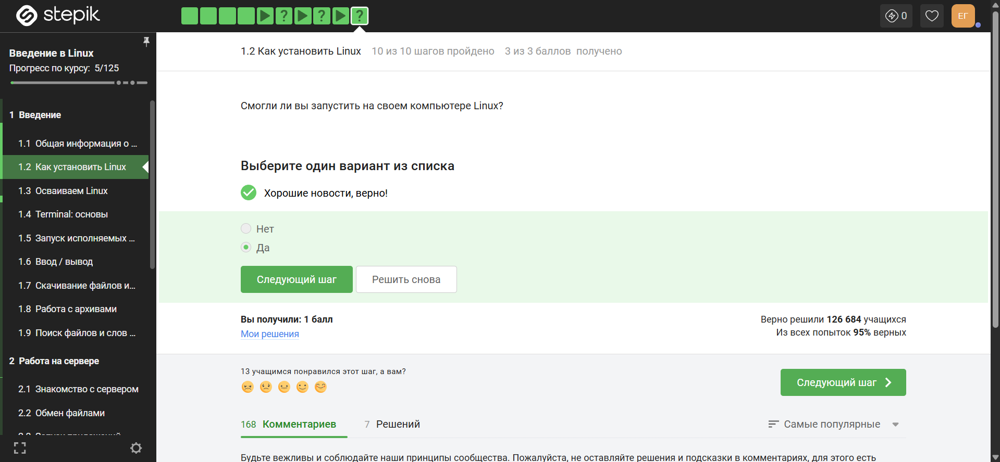 stepik
? ? ?
0
ЕГ
Введение в Linux
Прогресс по курсу: 5/125
1 Введение
1.1 Общая информация о ...
1.2 Как установить Linux
1.3 Осваиваем Linux
1.4 Terminal: основы
1.5 Запуск исполняемых ...
1.6 Ввод / вывод
1.7 Скачивание файлов и...
1.8 Работа с архивами
1.9 Поиск файлов и слов ...
2 Работа на сервере
2.1 Знакомство с сервером
2.2 Обмен файлами
1.2 Как установить Linux 10 из 10 шагов пройдено 3 из 3 баллов получено
Смогли ли вы запустить на своем компьютере Linux?
Выберите один вариант из списка
Хорошие новости, верно!
Нет
Да
Следующий шаг Решить снова
Вы получили: 1 балл
Мои решения
Верно решили 126 684 учащихся
Из всех попыток 95% верных
13 учащимся понравился этот шаг, а вам?
Следующий шаг
168 Комментариев 7 Решений Самые популярные
Будьте вежливы и соблюдайте наши принципы сообщества. Пожалуйста, не оставляйте решения и подсказки в комментариях, для этого есть